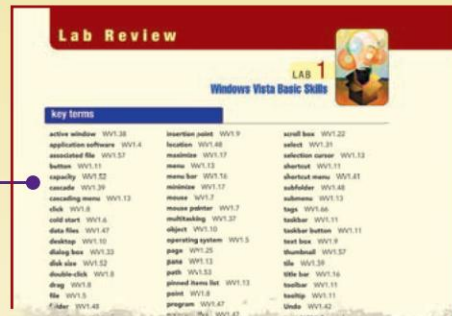 Lab Review
LAB 1
Windows Vista Basic Skills
key terms
active window WV1.38
application software WV1.4
associated file WV1.57
button WV1.11
capacity WV1.52
cascade WV1.39
cascading menu WV1.13
click WV1.8
cold start WV1.6
data files WV1.47
desktop WV1.10
dialog box WV1.33
disk size WV1.52
double-click WV1.8
drag WV1.8
file WV1.5
folder WV1.48
insertion point WV1.9
location WV1.48
maximize WV1.17
menu WV1.13
menu bar WV1.16
minimize WV1.17
mouse WV1.7
mouse pointer WV1.7
multitasking WV1.37
object WV1.10
operating system WV1.5
page WV1.25
pane WV1.13
path WV1.53
pinned items list WV1.13
point WV1.8
program WV1.47
scroll box WV1.22
select WV1.31
selection cursor WV1.13
shortcut WV1.11
shortcut menu WV1.41
subfolder WV1.48
submenu WV1.13
tags WV1.66
taskbar WV1.11
taskbar button WV1.11
text box WV1.9
thumbnail WV1.57
tile WV1.39
title bar WV1.16
toolbar WV1.11
tooltip WV1.11
Undo WV1.42